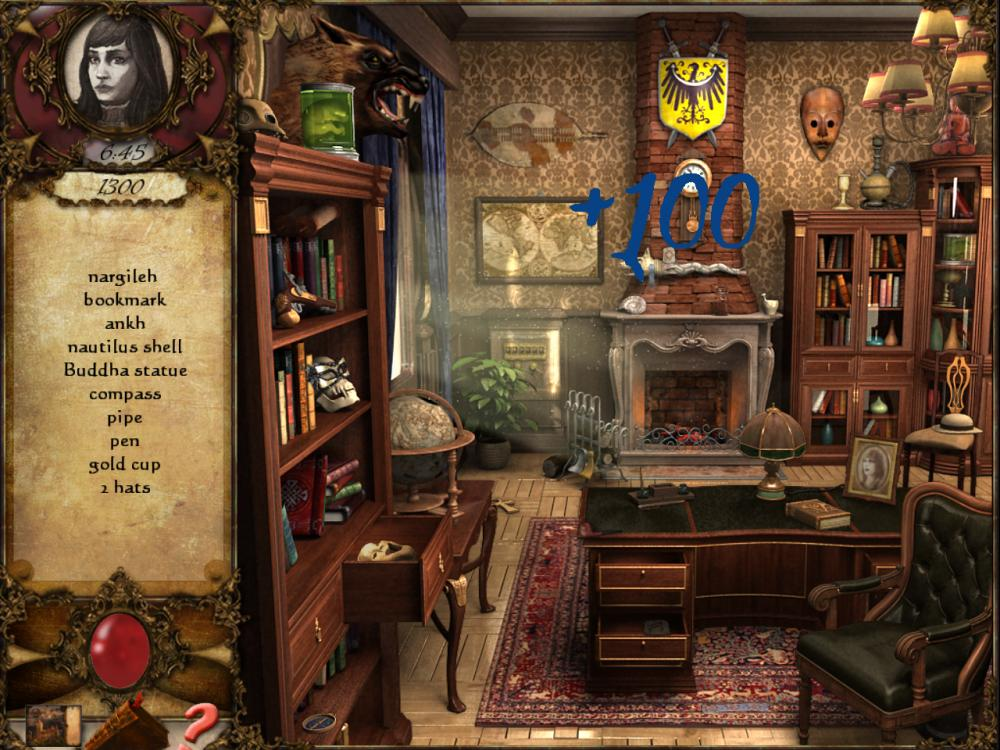 6:45
1300
+100
nargileh
bookmark
ankh
nautilus shell
Buddha statue
compass
pipe
pen
gold cup
2 hats
?